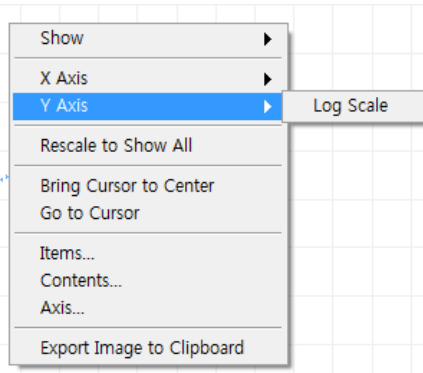 Show
X Axis
Y Axis
Log Scale
Rescale to Show All
Bring Cursor to Center
Go to Cursor
Items...
Contents...
Axis...
Export Image to Clipboard